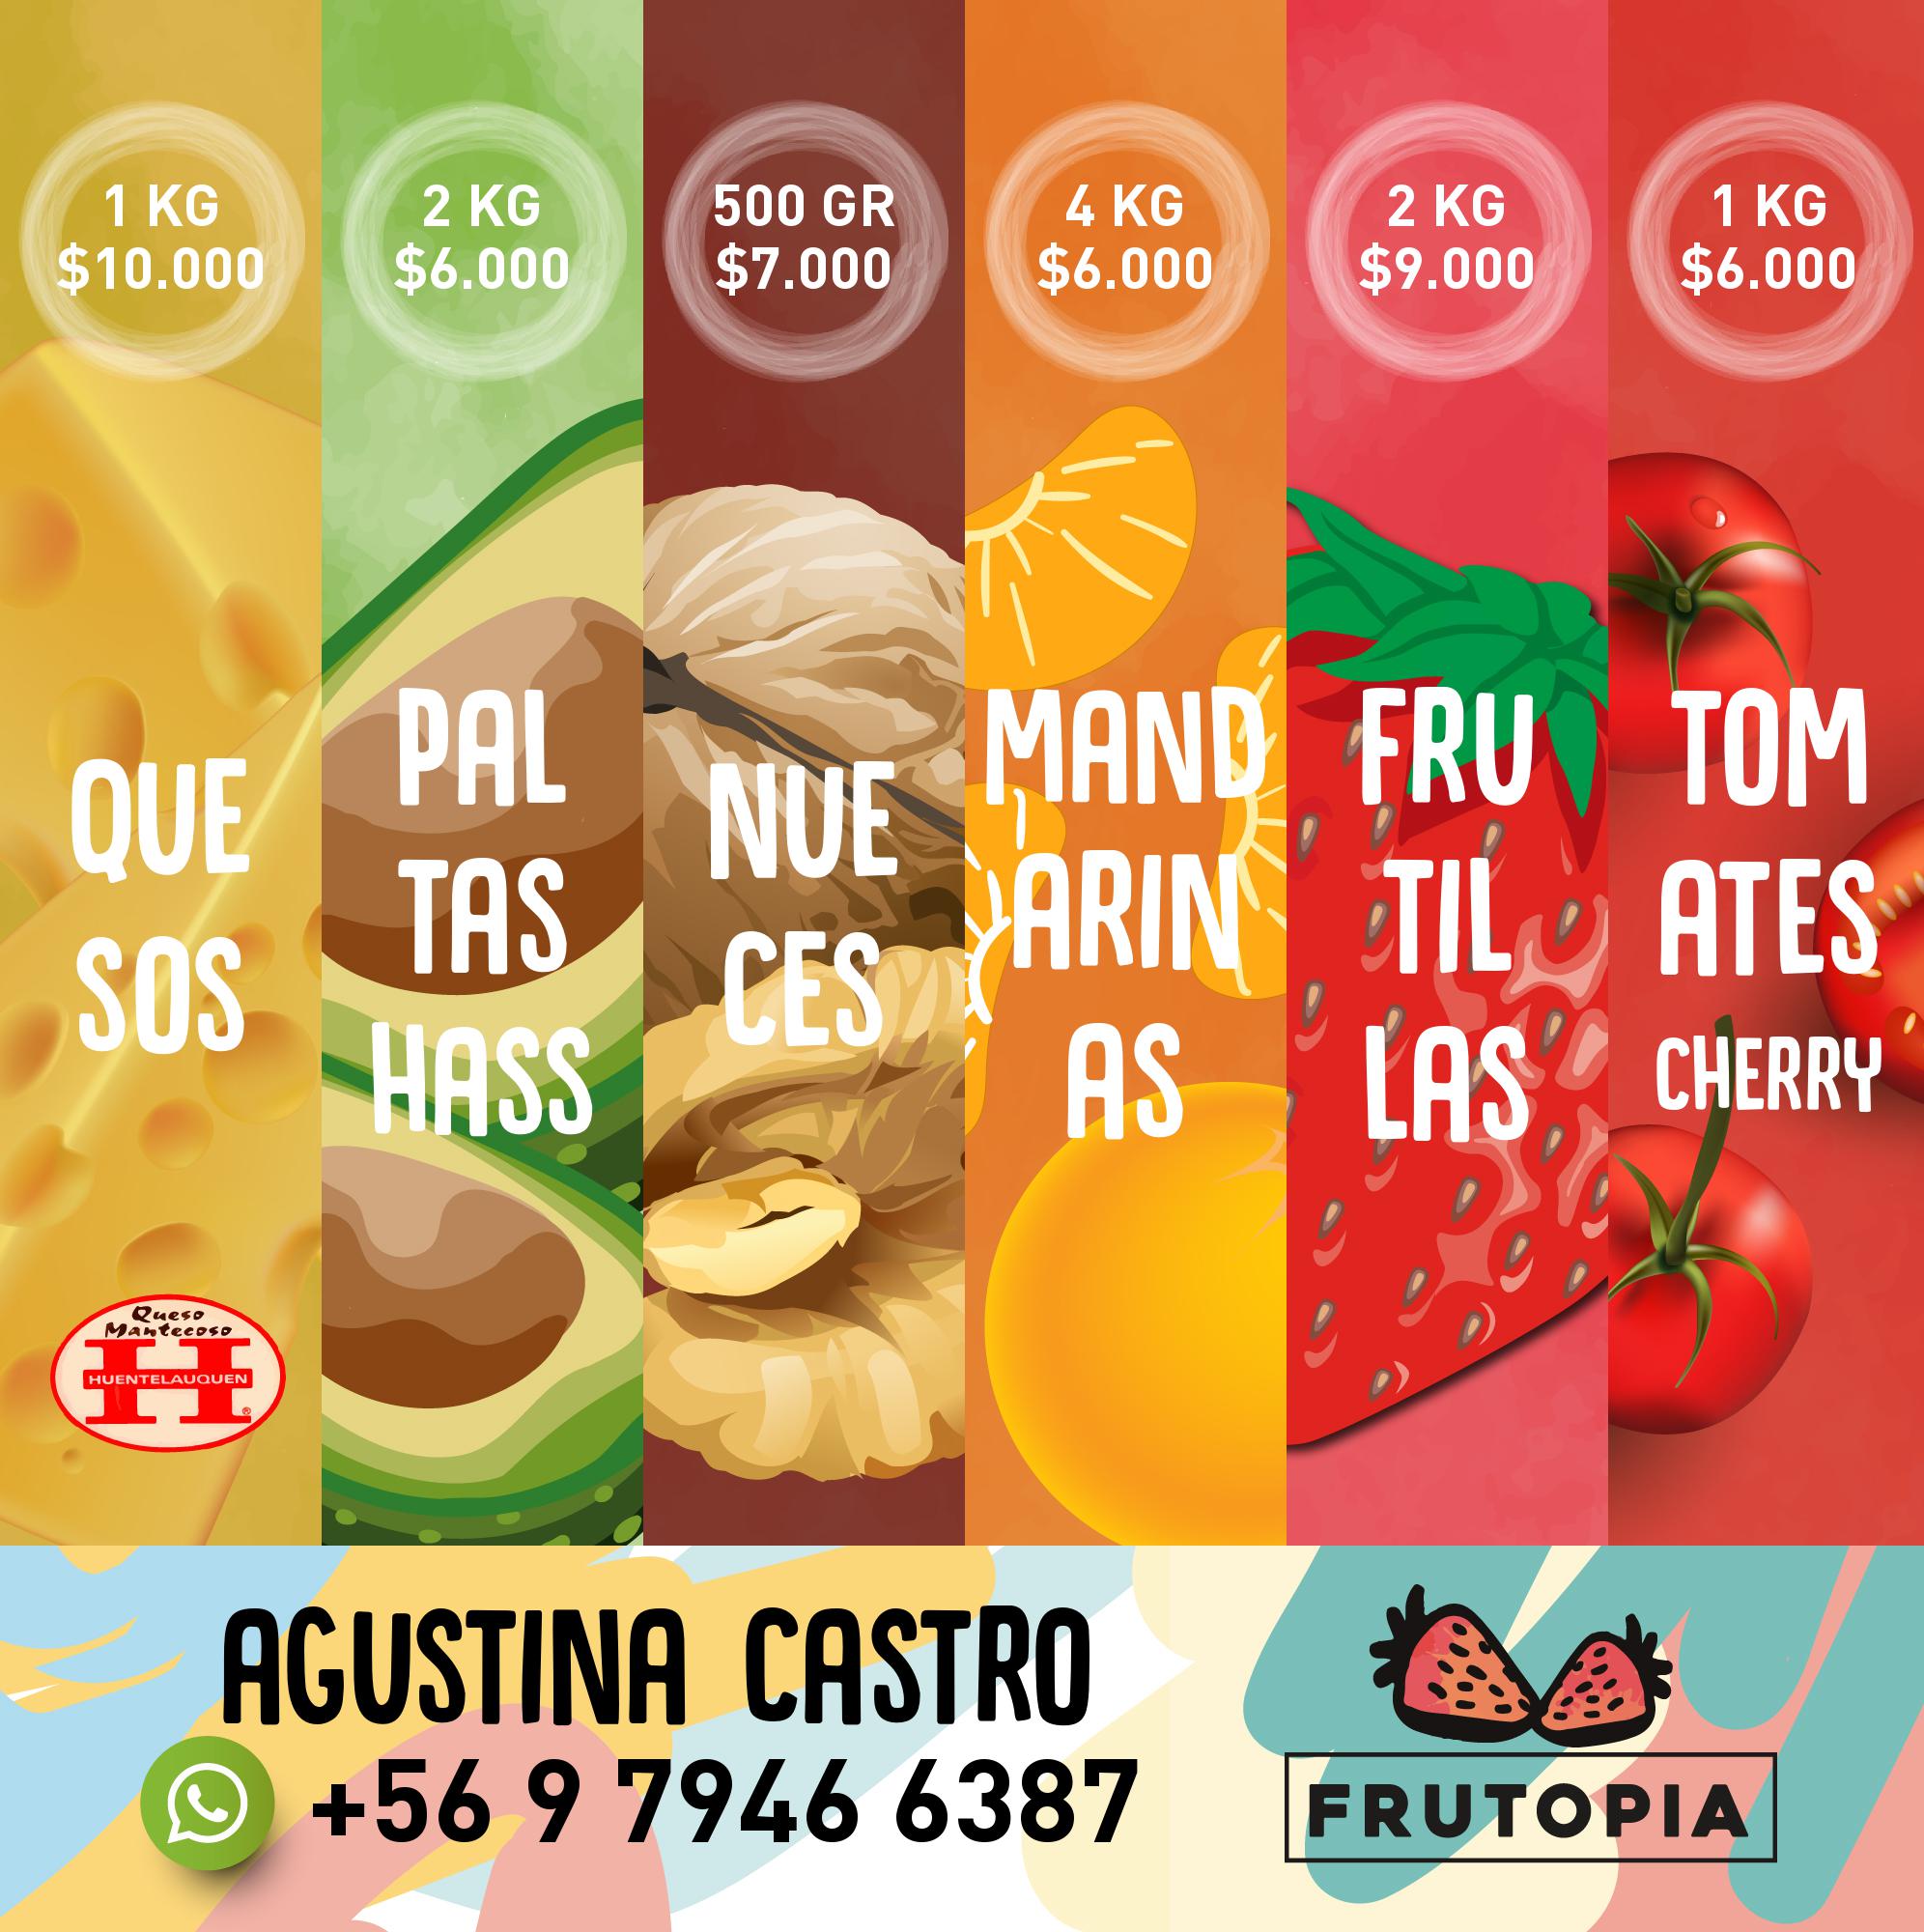 1 KG
$10.000
QUE
SOS
Queso
Mantecoso
H
HUENTELAUQUEN
®
2 KG
$6.000
PAL
TAS
HASS
500 GR
$7.000
NUE
CES
4 KG
$6.000
MAND
ARIN
AS
2 KG
$9.000
FRU
TIL
LAS
1 KG
$6.000
TOM
ATES
CHERRY
AGUSTINA CASTRO
+56 9 7946 6387
FRUTOPIA